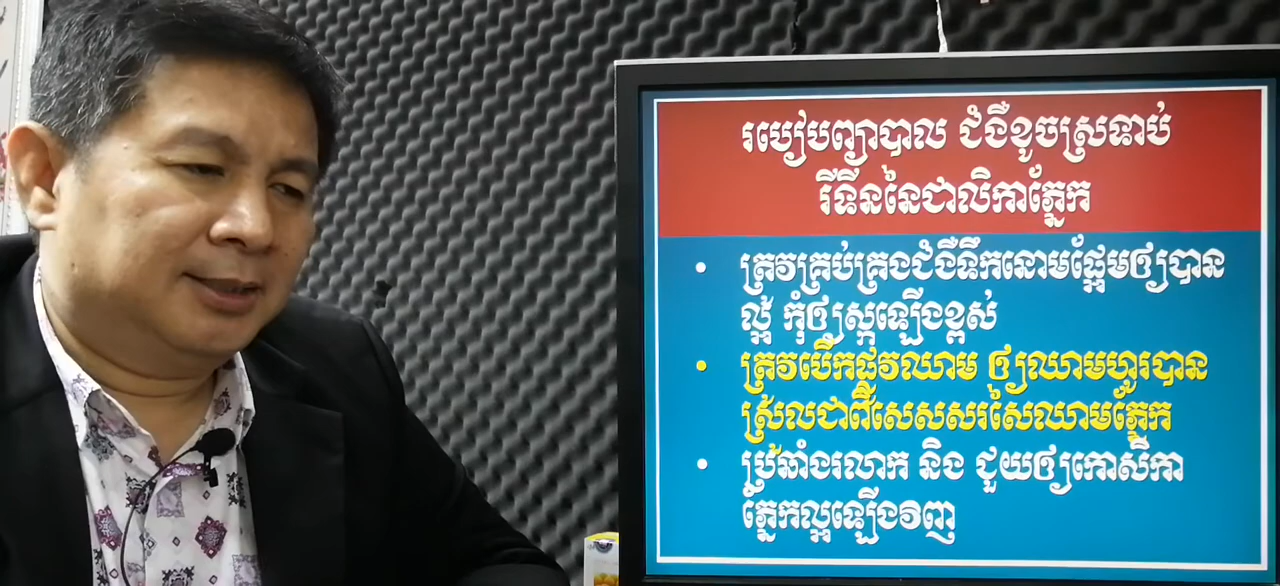 របៀបព្យាបាល ជំងឺខូចស្រទាប់
រីទីននៃជាលិកាភ្នែក
• ត្រូវគ្រប់គ្រងជំងឺទឹកនោមផ្អែមឲ្យបាន
ល្អ កុំឲ្យស្ករឡើងខ្ពស់
• ត្រូវបើកផ្លូវឈាម ឲ្យឈាមហូរបាន
ស្រួលជាពិសេសសរសៃឈាមភ្នែក
• ប្រឆាំងរលាក និង ជួយឲ្យកោសិកា
ភ្នែកល្អឡើងវិញ